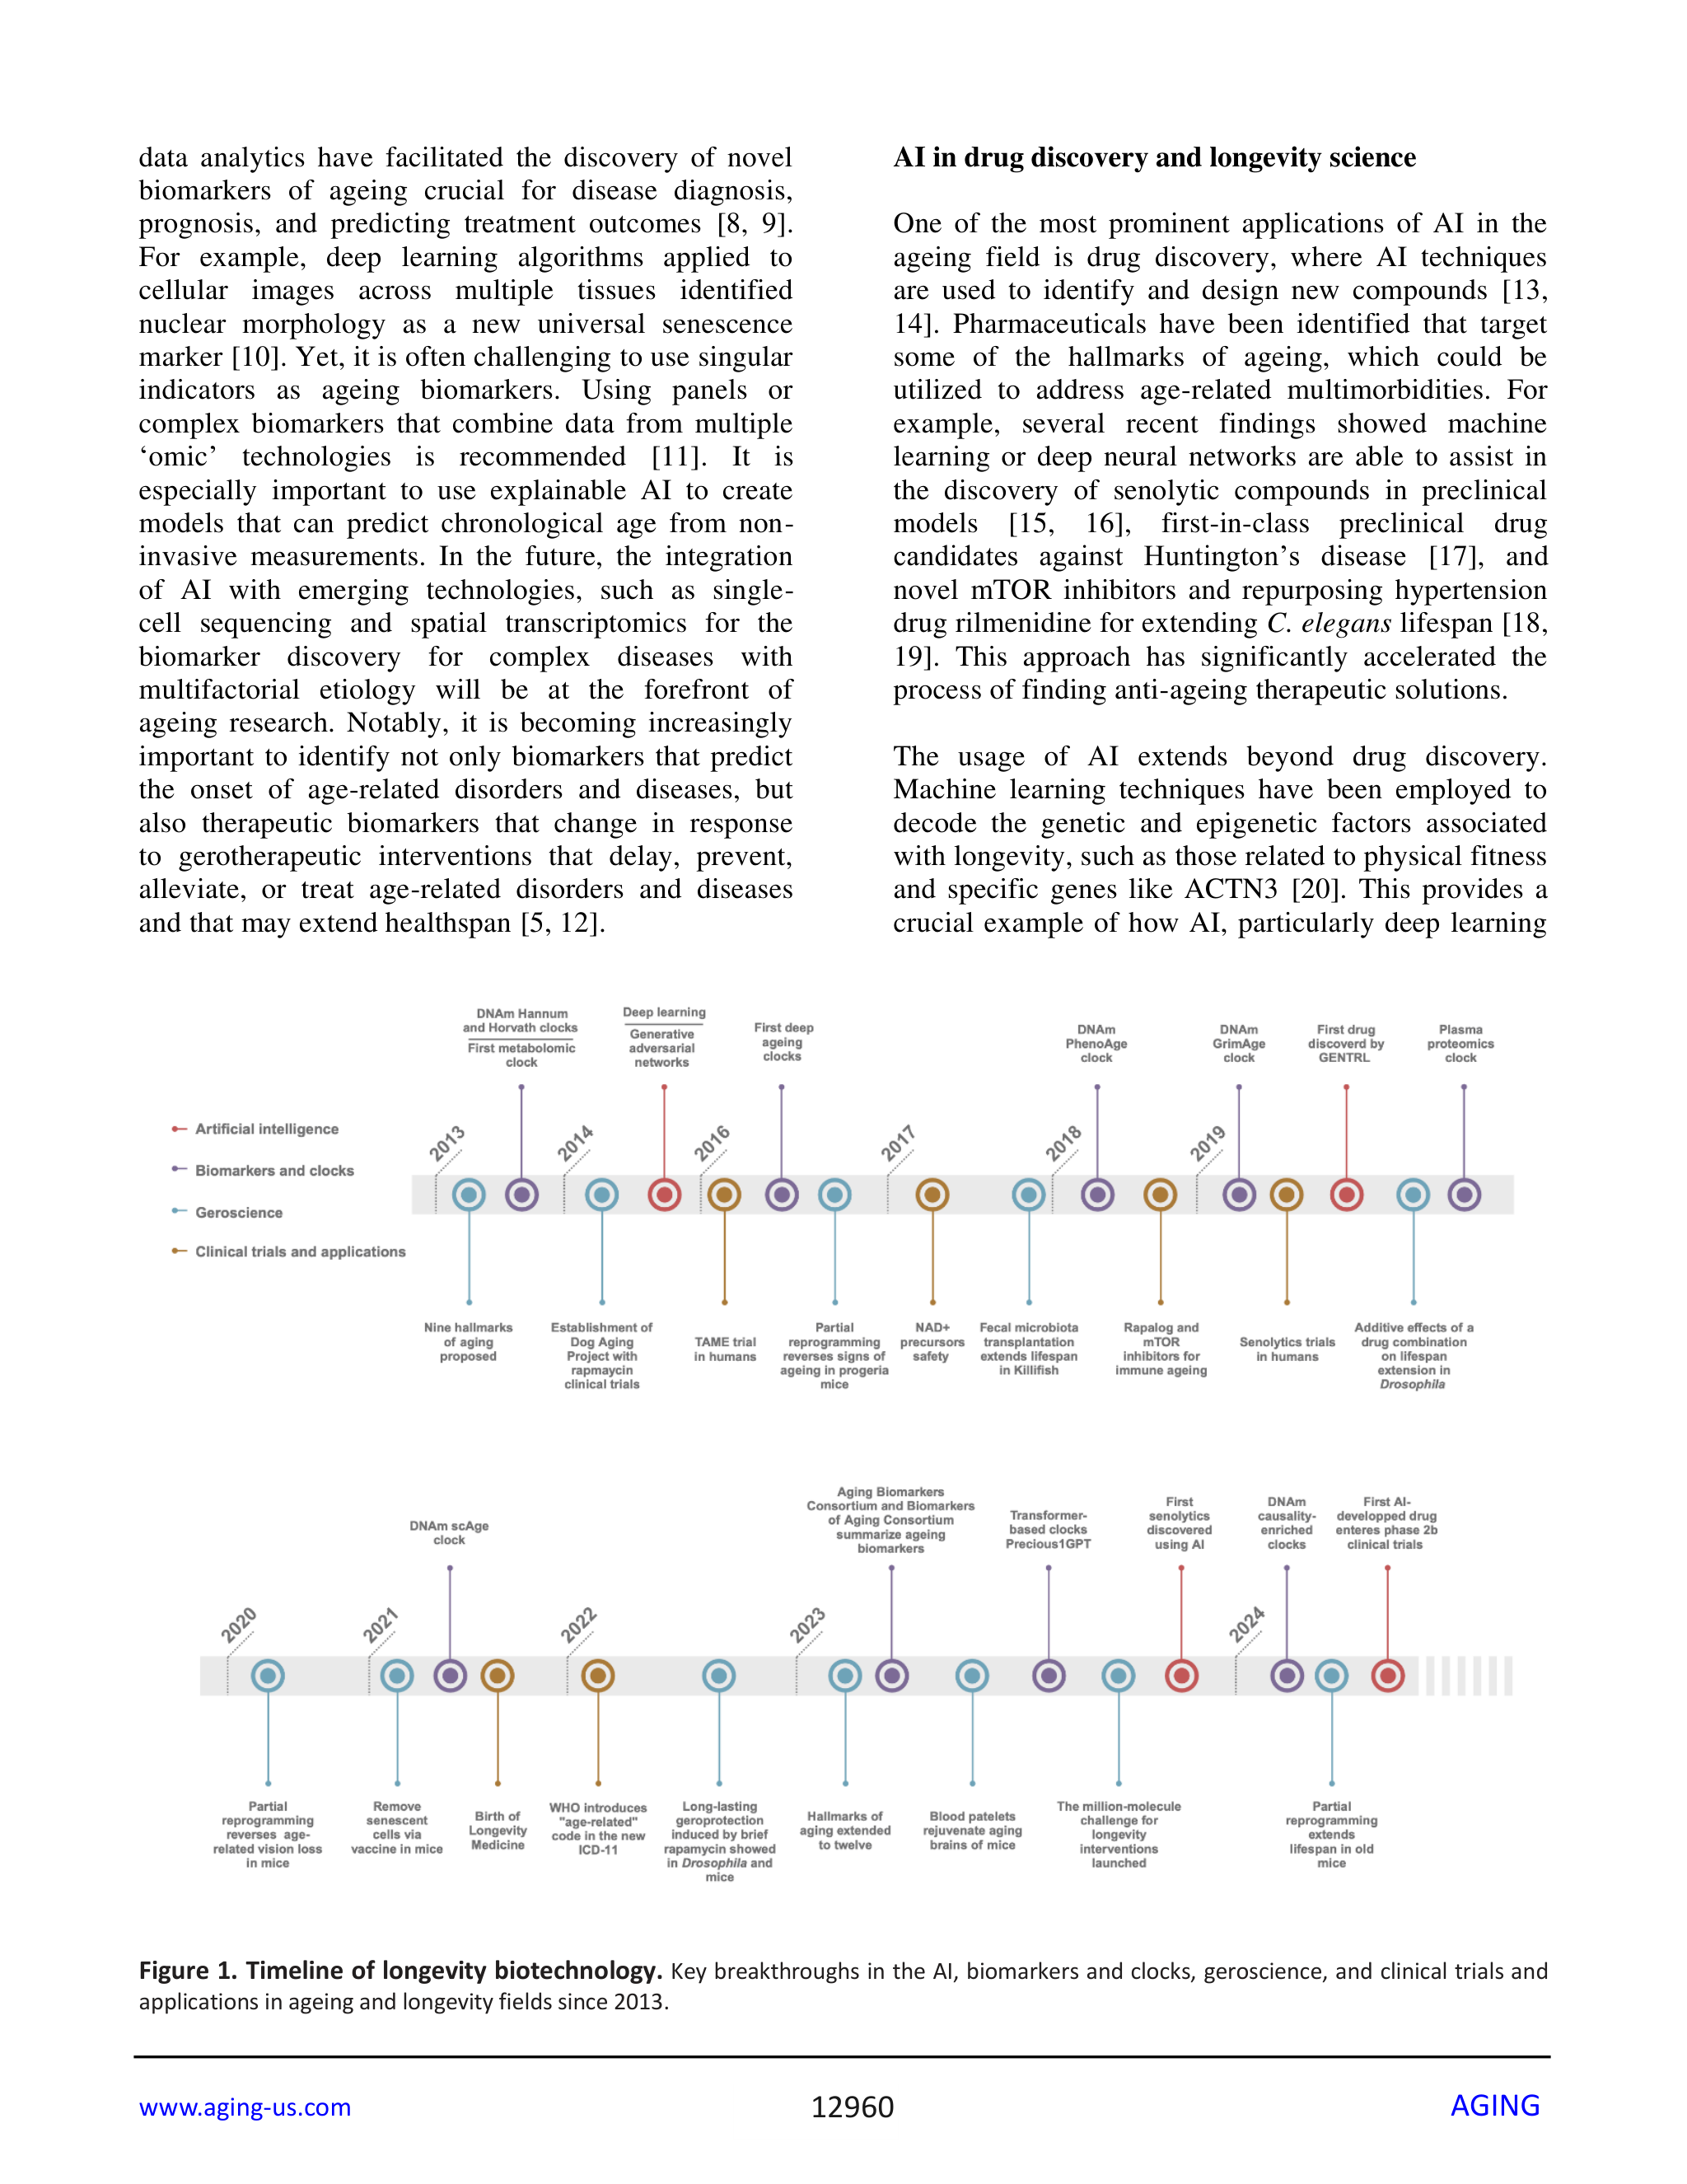 data analytics have facilitated the discovery of novel
biomarkers of ageing crucial for disease diagnosis,
prognosis, and predicting treatment outcomes [8, 9].
For example, deep learning algorithms applied to
cellular images across multiple tissues identified
nuclear morphology as a new universal senescence
marker [10]. Yet, it is often challenging to use singular
indicators as ageing biomarkers. Using panels or
complex biomarkers that combine data from multiple
‘omic’ technologies is recommended [11]. It is
especially important to use explainable AI to create
models that can predict chronological age from non-
invasive measurements. In the future, the integration
of AI with emerging technologies, such as single-
cell sequencing and spatial transcriptomics for the
biomarker discovery for complex diseases with
multifactorial etiology will be at the forefront of
ageing research. Notably, it is becoming increasingly
important to identify not only biomarkers that predict
the onset of age-related disorders and diseases, but
also therapeutic biomarkers that change in response
to gerotherapeutic interventions that delay, prevent,
alleviate, or treat age-related disorders and diseases
and that may extend healthspan [5, 12].
AI in drug discovery and longevity science
One of the most prominent applications of AI in the
ageing field is drug discovery, where AI techniques
are used to identify and design new compounds [13,
14]. Pharmaceuticals have been identified that target
some of the hallmarks of ageing, which could be
utilized to address age-related multimorbidities. For
example, several recent findings showed machine
learning or deep neural networks are able to assist in
the discovery of senolytic compounds in preclinical
models [15, 16], first-in-class preclinical drug
candidates against Huntington’s disease [17], and
novel mTOR inhibitors and repurposing hypertension
drug rilmenidine for extending C. elegans lifespan [18,
19]. This approach has significantly accelerated the
process of finding anti-ageing therapeutic solutions.
The usage of AI extends beyond drug discovery.
Machine learning techniques have been employed to
decode the genetic and epigenetic factors associated
with longevity, such as those related to physical fitness
and specific genes like ACTN3 [20]. This provides a
crucial example of how AI, particularly deep learning
DNAm Hannum
and Horvath clocks
First metabolomic
clock
Deep learning
Generative
adversarial
networks
First deep
ageing
clocks
DNAm
PhenoAge
clock
DNAm
GrimAge
clock
First drug
discoverd by
GENTRL
Plasma
proteomics
clock
Artificial intelligence
Biomarkers and clocks
Geroscience
Clinical trials and applications
2013
2014
2016
2017
2018
2019
Nine hallmarks
of aging
proposed
Establishment of
Dog Aging
Project with
rapmaycin
clinical trials
TAME trial
in humans
Partial
reprogramming
reverses signs of
ageing in progeria
mice
NAD+
precursors
safety
Fecal microbiota
transplantation
extends lifespan
in Killifish
Rapalog and
mTOR
inhibitors for
immune ageing
Senolytics trials
in humans
Additive effects of a
drug combination
on lifespan
extension in
Drosophila
DNAm scAge
clock
Aging Biomarkers
Consortium and Biomarkers
of Aging Consortium
summarize ageing
biomarkers
Transformer-
based clocks
Precious1GPT
First
senolytics
discovered
using AI
DNAm
causality-
enriched
clocks
First AI-
developped drug
enteres phase 2b
clinical trials
2020
2021
2022
2023
2024
Partial
reprogramming
reverses age-
related vision loss
in mice
Remove
senescent
cells via
vaccine in mice
Birth of
Longevity
Medicine
WHO introduces
"age-related"
code in the new
ICD-11
Long-lasting
geroprotection
induced by brief
rapamycin showed
in Drosophila and
mice
Hallmarks of
aging extended
to twelve
Blood patelets
rejuvenate aging
brains of mice
The million-molecule
challenge for
longevity
interventions
launched
Partial
reprogramming
extends
lifespan in old
mice
Figure 1. Timeline of longevity biotechnology. Key breakthroughs in the AI, biomarkers and clocks, geroscience, and clinical trials and
applications in ageing and longevity fields since 2013.
www.aging-us.com
12960
AGING